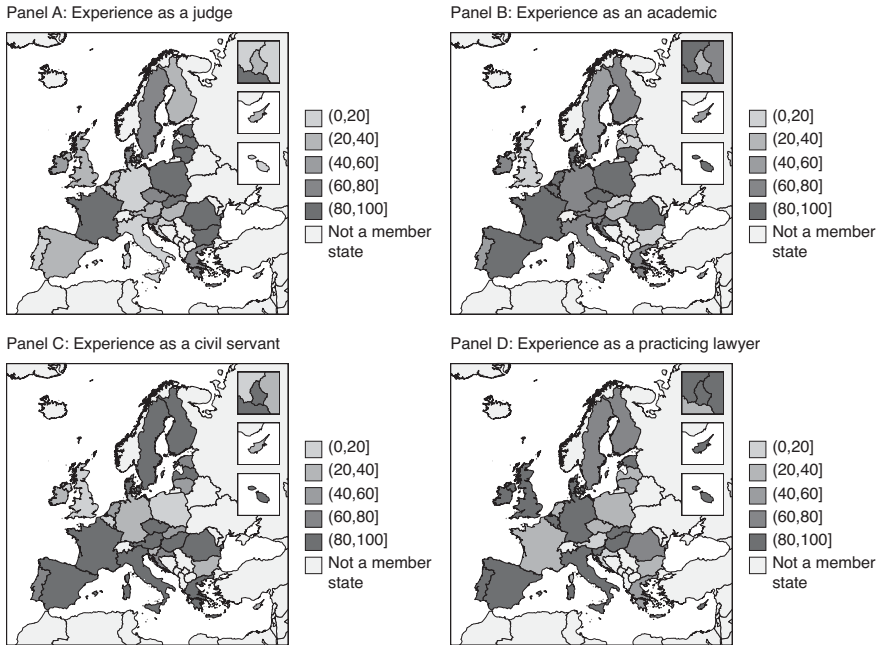 Panel A: Experience as a judge
(0,20]
(20,40]
(40,60]
(60,80]
(80,100]
Not a member
state
Panel B: Experience as an academic
(0,20]
(20,40]
(40,60]
(60,80]
(80,100]
Not a member
state
Panel C: Experience as a civil servant
(0,20]
(20,40]
(40,60]
(60,80]
(80,100]
Not a member
state
Panel D: Experience as a practicing lawyer
(0,20]
(20,40]
(40,60]
(60,80]
(80,100]
Not a member
state